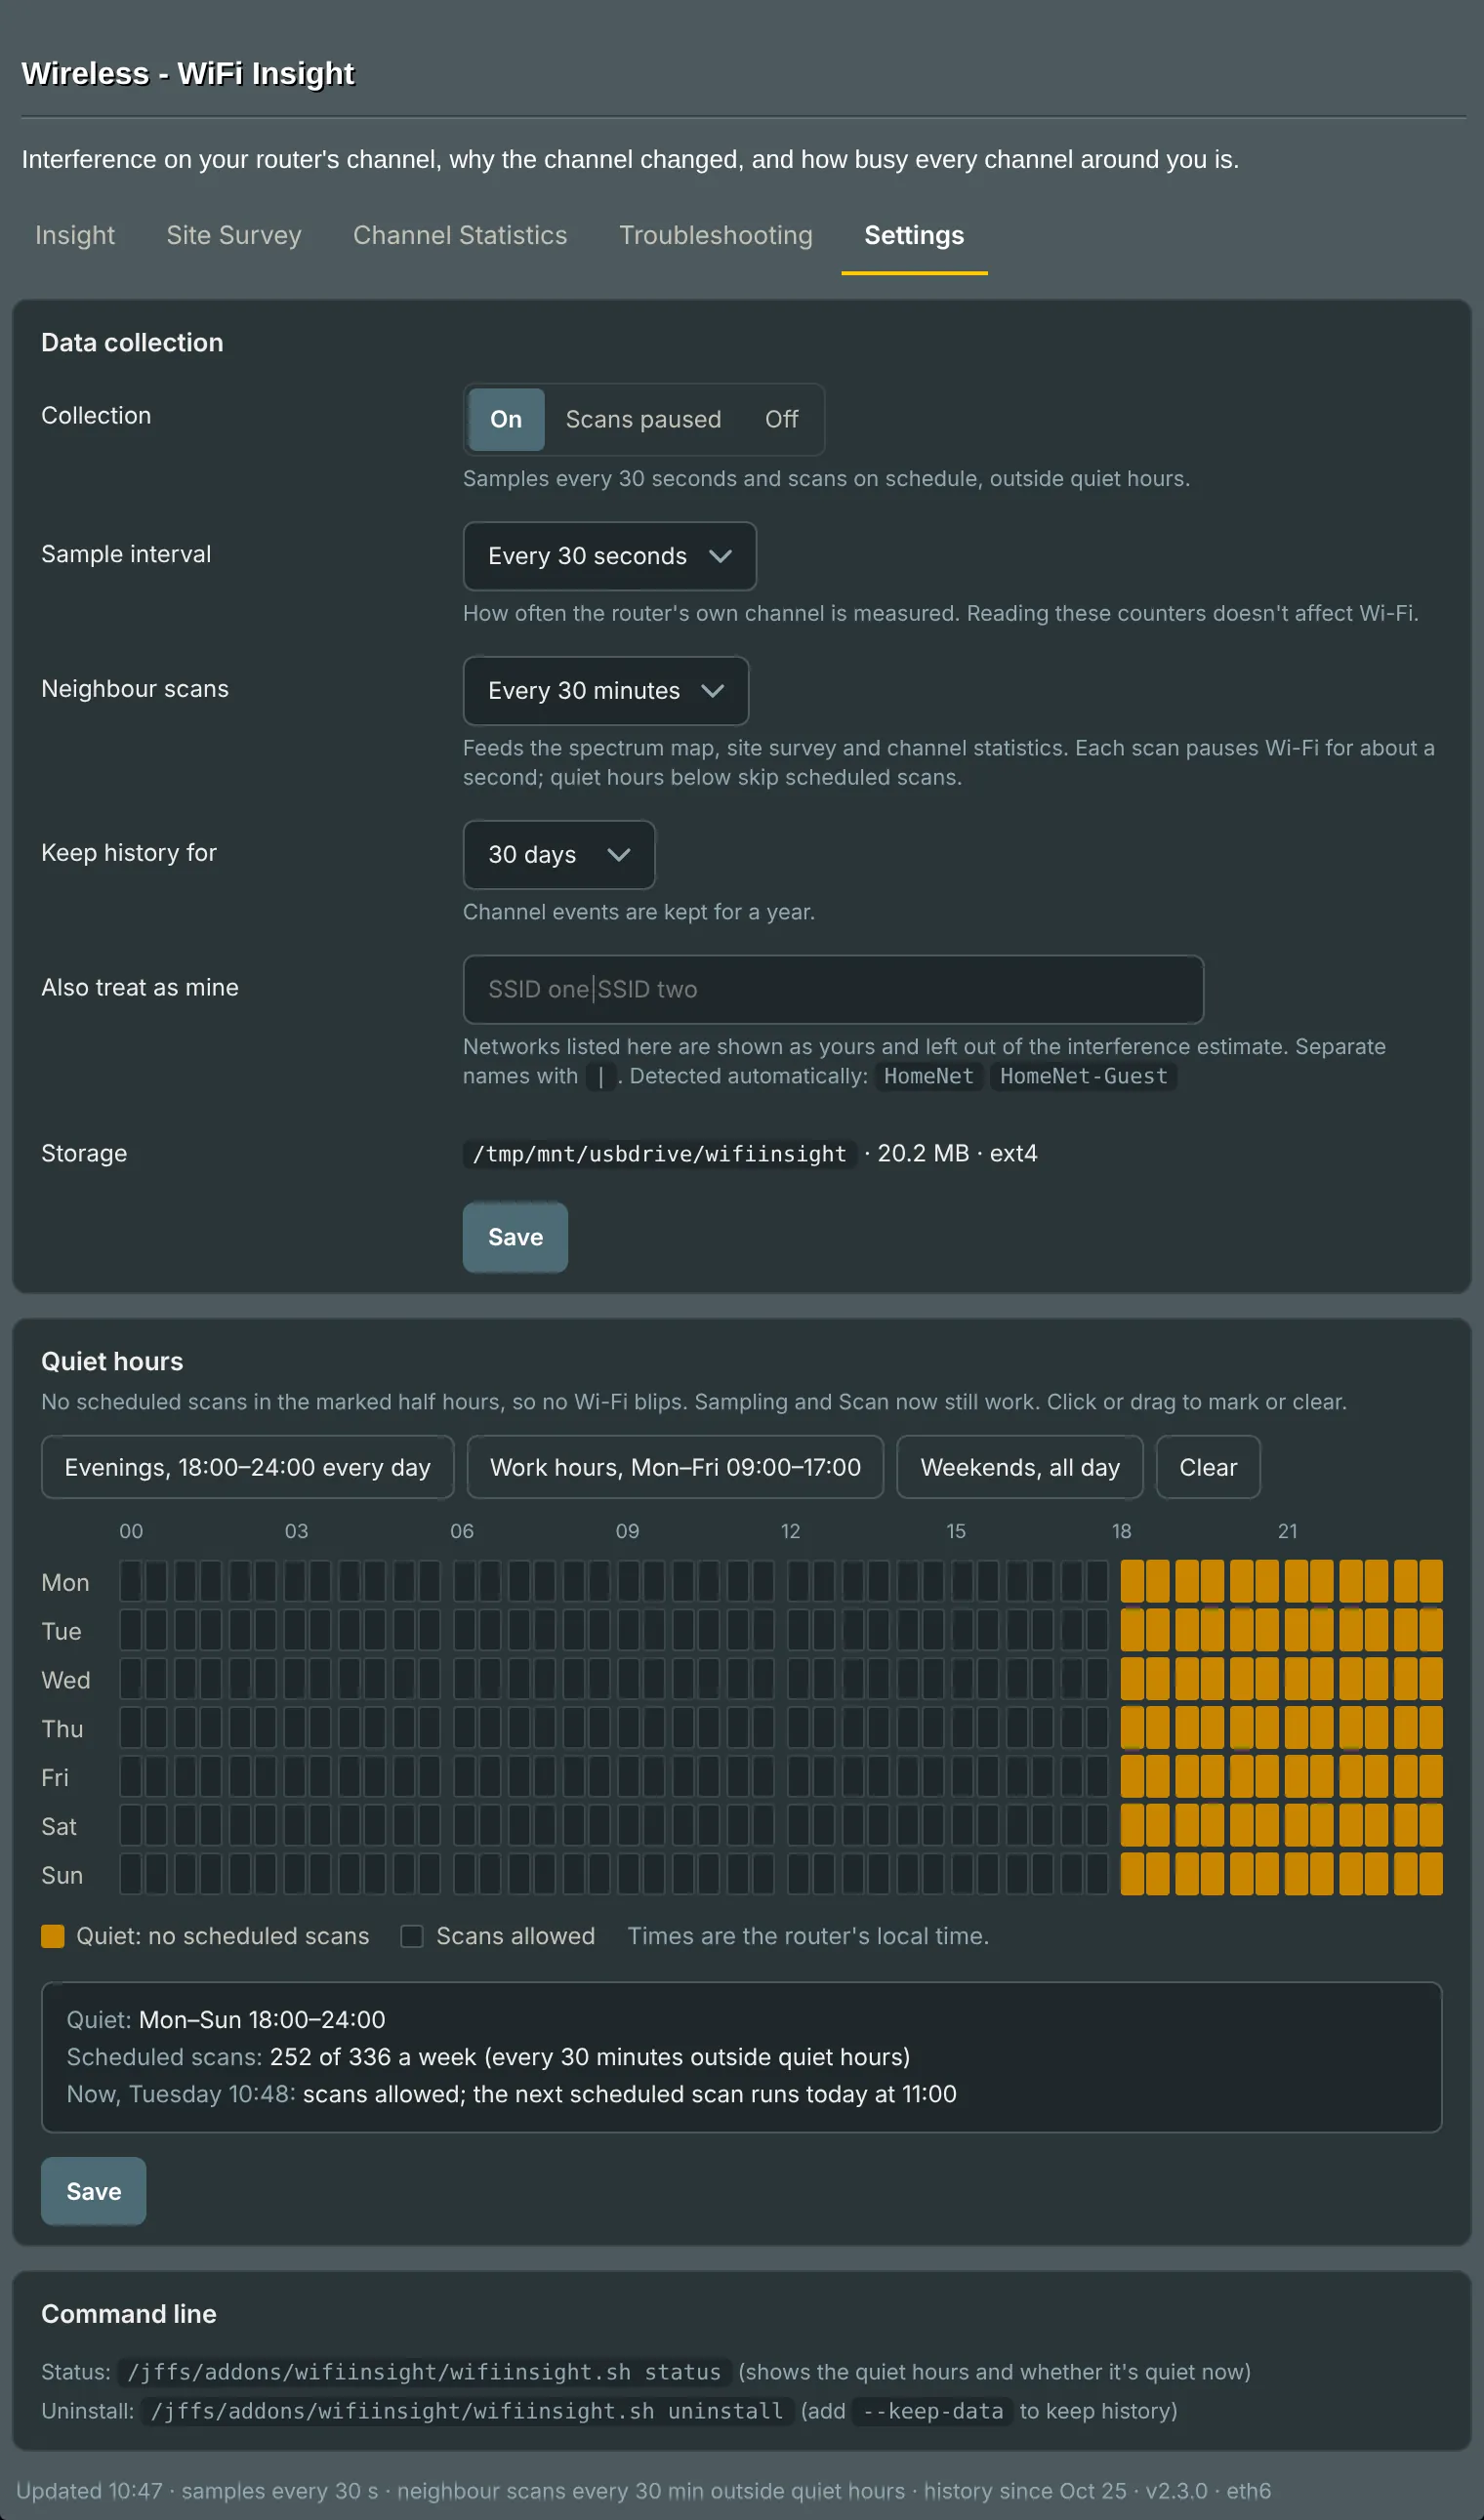 Wireless - WiFi Insight
Interference on your router's channel, why the channel changed, and how busy every channel around you is.
Insight Site Survey Channel Statistics Troubleshooting Settings
Data collection
Collection On Scans paused Off
Samples every 30 seconds and scans on schedule, outside quiet hours.
Sample interval Every 30 seconds
How often the router's own channel is measured. Reading these counters doesn't affect Wi-Fi.
Neighbour scans Every 30 minutes
Feeds the spectrum map, site survey and channel statistics. Each scan pauses Wi-Fi for about a
second; quiet hours below skip scheduled scans.
Keep history for 30 days
Channel events are kept for a year.
Also treat as mine SSID one|SSID two
Networks listed here are shown as yours and left out of the interference estimate. Separate
names with | . Detected automatically: HomeNet HomeNet-Guest
Storage /tmp/mnt/usbdrive/wifiinsight · 20.2 MB · ext4
Save
Quiet hours
No scheduled scans in the marked half hours, so no Wi-Fi blips. Sampling and Scan now still work. Click or drag to mark or clear.
Evenings, 18:00–24:00 every day Work hours, Mon–Fri 09:00–17:00 Weekends, all day Clear
00 03 06 09 12 15 18 21
Mon
Tue
Wed
Thu
Fri
Sat
Sun
Quiet: no scheduled scans Scans allowed Times are the router's local time.
Quiet: Mon–Sun 18:00–24:00
Scheduled scans: 252 of 336 a week (every 30 minutes outside quiet hours)
Now, Tuesday 10:48: scans allowed; the next scheduled scan runs today at 11:00
Save
Command line
Status: /jffs/addons/wifiinsight/wifiinsight.sh status (shows the quiet hours and whether it's quiet now)
Uninstall: /jffs/addons/wifiinsight/wifiinsight.sh uninstall (add --keep-data to keep history)
Updated 10:47 · samples every 30 s · neighbour scans every 30 min outside quiet hours · history since Oct 25 · v2.3.0 · eth6